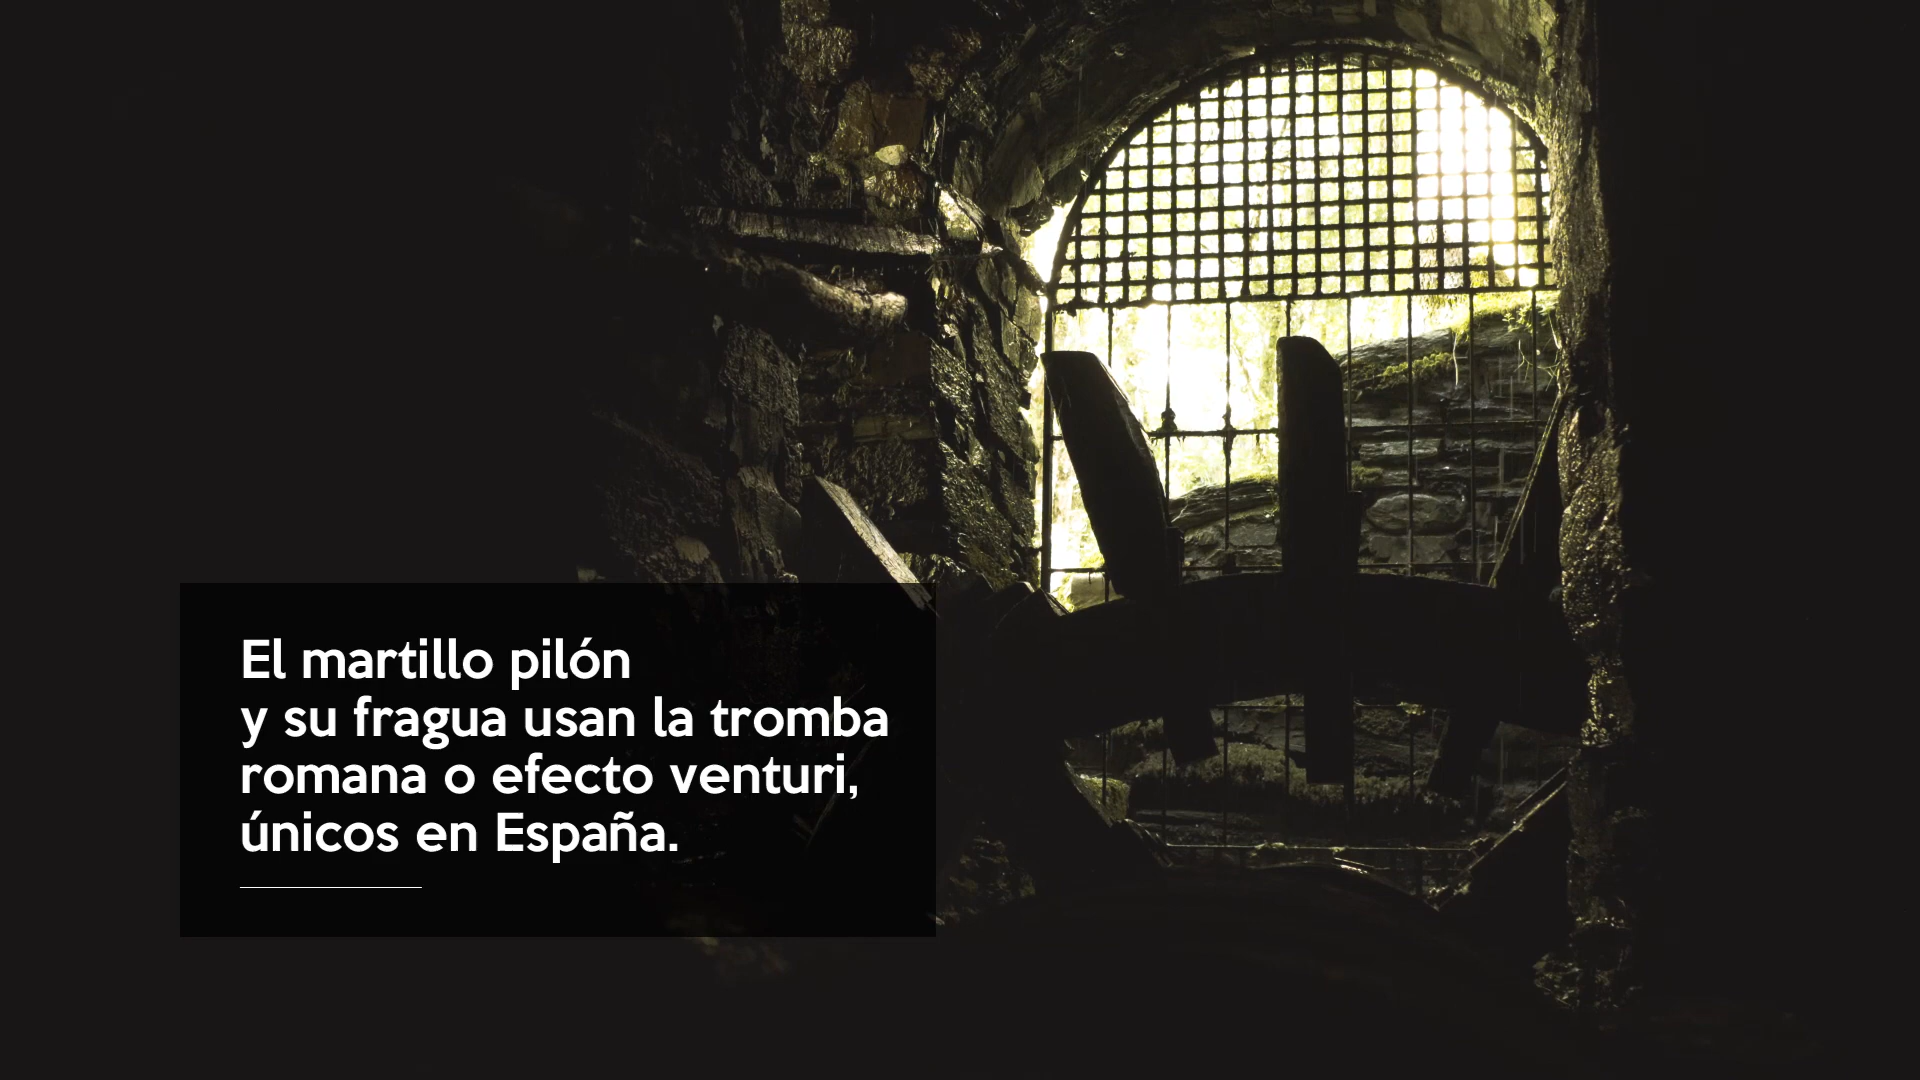 El martillo pilón
y su fragua usan la tromba
romana o efecto venturi,
únicos en España.